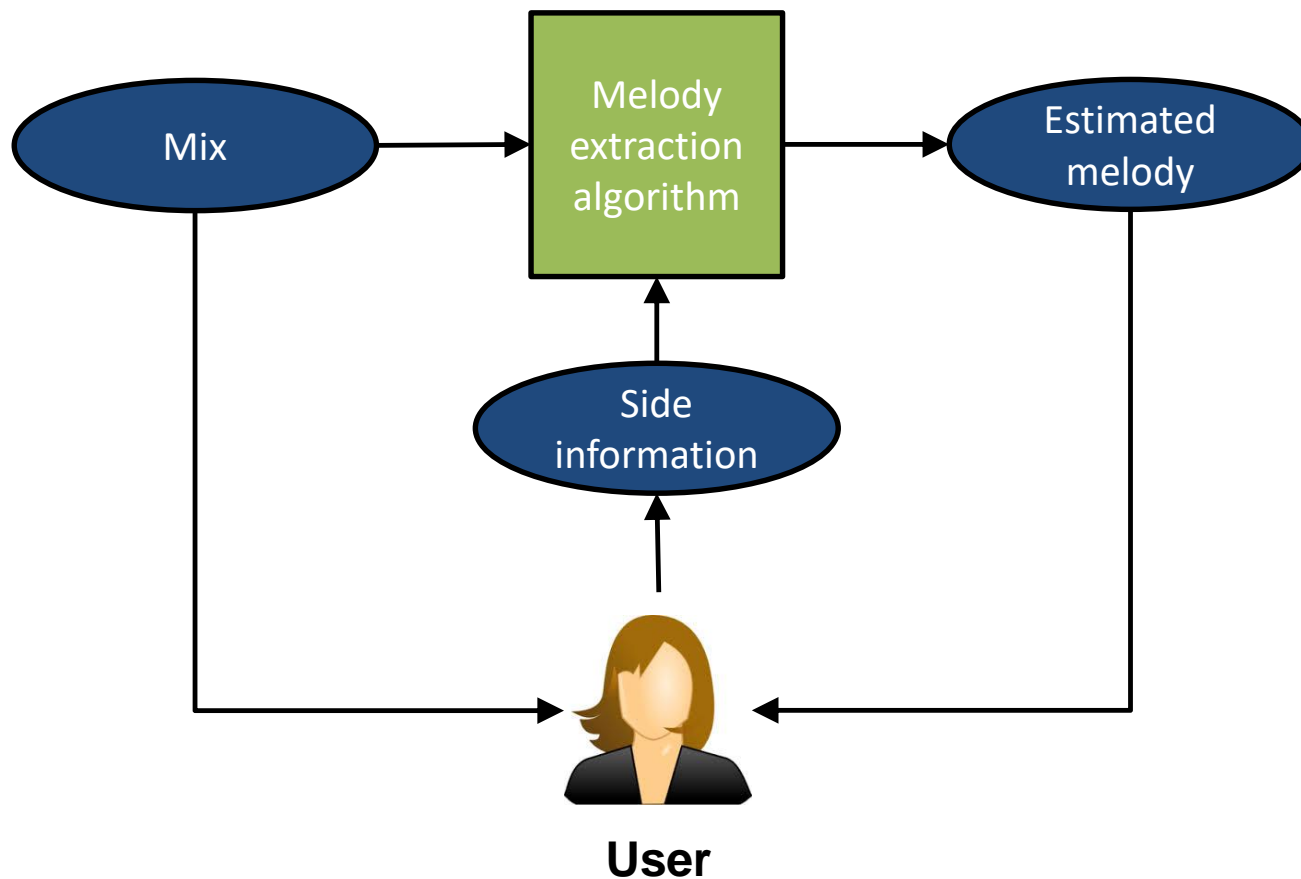 Mix
Melody
extraction
algorithm
Estimated
melody
Side
information
User